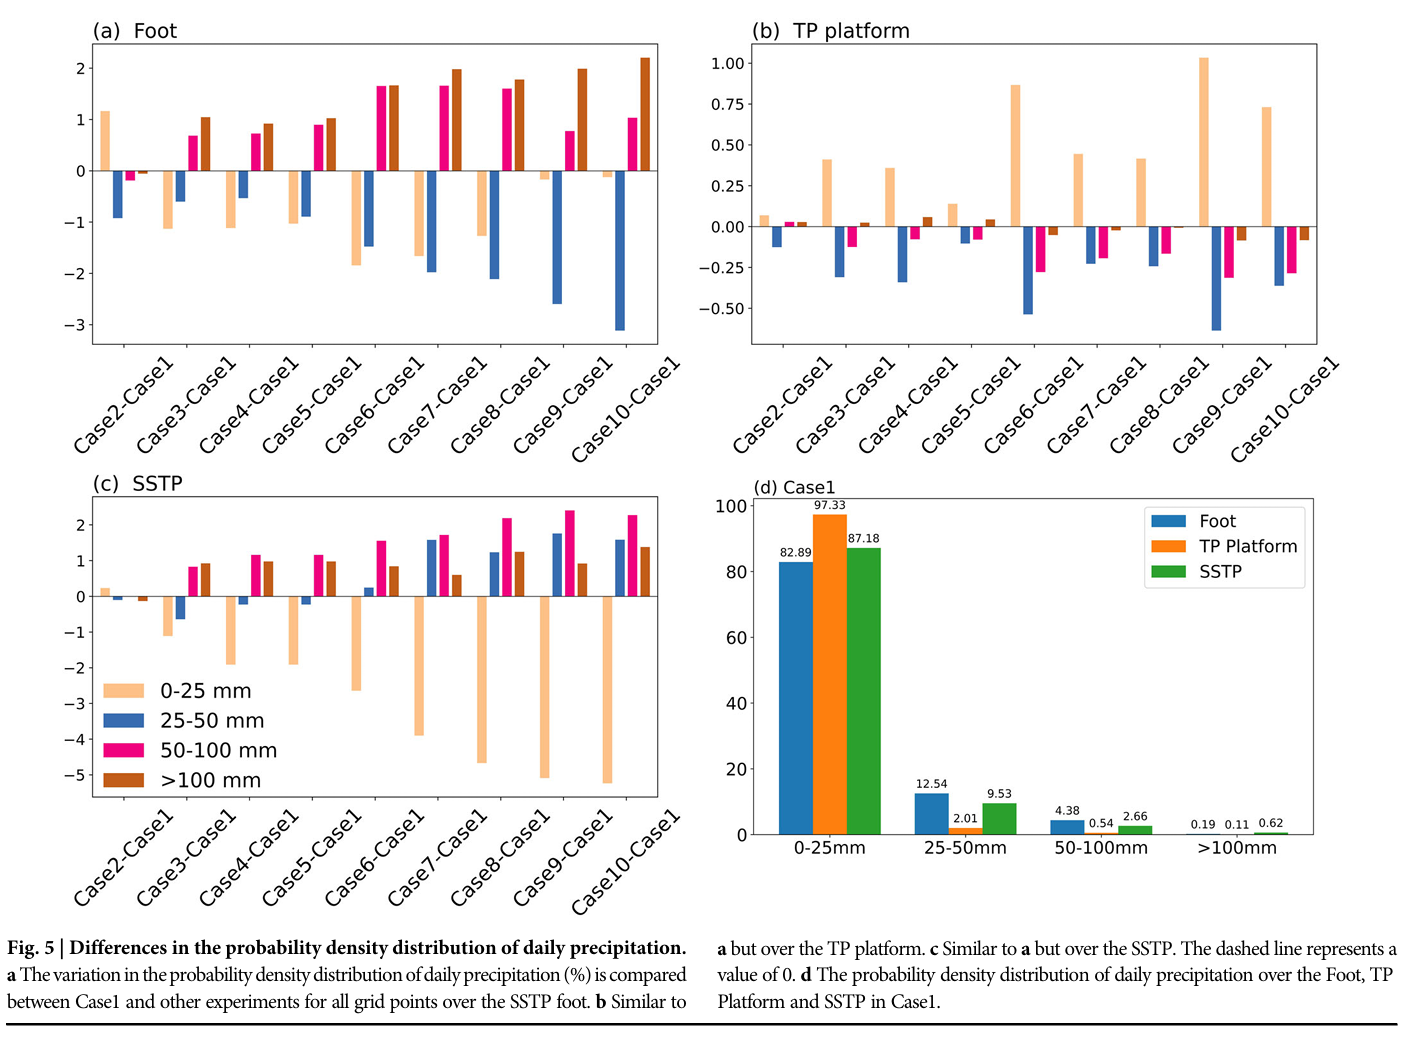 (a)  Foot
2
1
0
−1
−2
−3
Case2-Case1
Case3-Case1
Case4-Case1
Case5-Case1
Case6-Case1
Case7-Case1
Case8-Case1
Case9-Case1
Case10-Case1
(b)  TP platform
1.00
0.75
0.50
0.25
0.00
−0.25
−0.50
Case2-Case1
Case3-Case1
Case4-Case1
Case5-Case1
Case6-Case1
Case7-Case1
Case8-Case1
Case9-Case1
Case10-Case1
(c)  SSTP
2
1
0
−1
−2
−3
−4
−5
0-25 mm
25-50 mm
50-100 mm
>100 mm
Case2-Case1
Case3-Case1
Case4-Case1
Case5-Case1
Case6-Case1
Case7-Case1
Case8-Case1
Case9-Case1
Case10-Case1
(d) Case1
100
80
60
40
20
0
Foot
TP Platform
SSTP
82.89
97.33
87.18
12.54
2.01
9.53
4.38
0.54
2.66
0.19
0.11
0.62
0-25mm
25-50mm
50-100mm
>100mm
Fig. 5 | Differences in the probability density distribution of daily precipitation.
a The variation in the probability density distribution of daily precipitation (%) is compared
between Case1 and other experiments for all grid points over the SSTP foot. b Similar to
a but over the TP platform. c Similar to a but over the SSTP. The dashed line represents a
value of 0. d The probability density distribution of daily precipitation over the Foot, TP
Platform and SSTP in Case1.